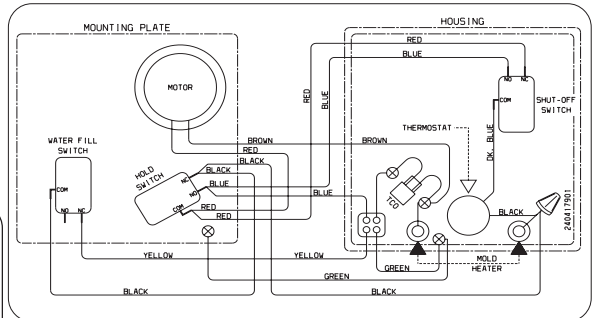 MOUNTING PLATE
HOUSING
RED
BLUE
MOTOR
RED
BLUE
NO
NC
COM
SHUT-OFF
SWITCH
THERMOSTAT
DK. BLUE
WATER FILL
SWITCH
BROWN
BROWN
RED
BLACK
HOLD
SWITCH
NC
NO
COM
BLACK
BLUE
BLUE
TCO
COM
NO
NC
RED
RED
BLACK
240417901
YELLOW
YELLOW
GREEN
MOLD
HEATER
GREEN
BLACK
BLACK